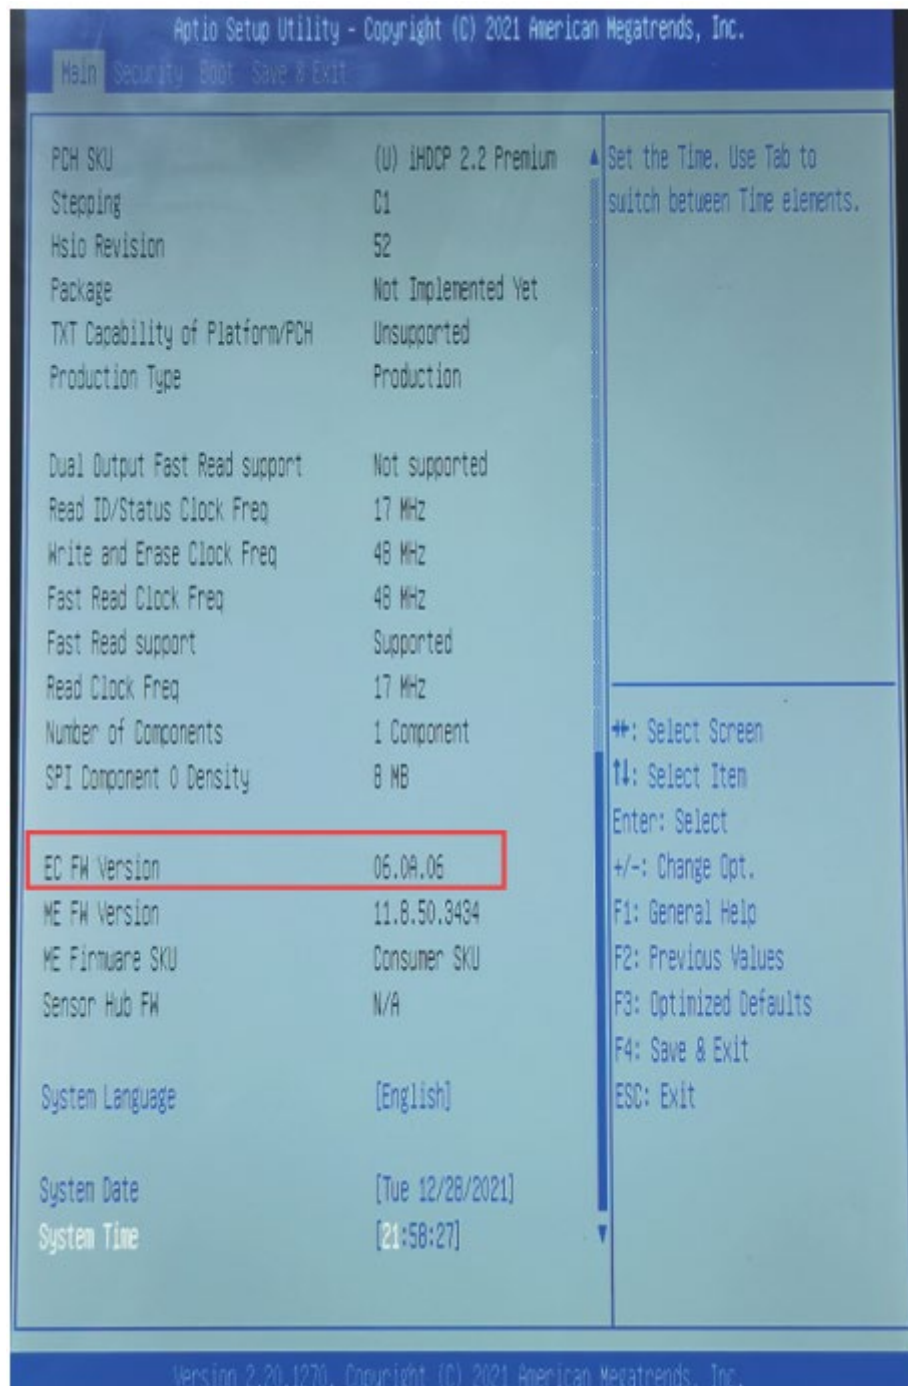 Aptio Setup Utility - Copyright (C) 2021 American Megatrends, Inc.
Main Security Boot Save & Exit
PCH SKU (U) iHDCP 2.2 Premium
Stepping C1
Hsio Revision 52
Package Not Implemented Yet
TXT Capability of Platform/PCH Unsupported
Production Type Production
Dual Output Fast Read support Not supported
Read ID/Status Clock Freq 17 MHz
Write and Erase Clock Freq 48 MHz
Fast Read Clock Freq 48 MHz
Fast Read support Supported
Read Clock Freq 17 MHz
Number of Components 1 Component
SPI Component 0 Density 8 MB
EC FW Version 06.0A.06
ME FW Version 11.8.50.3434
ME Firmware SKU Consumer SKU
Sensor Hub FW N/A
System Language [English]
System Date [Tue 12/28/2021]
System Time [21:58:27]
Set the Time. Use Tab to
switch between Time elements.
→←: Select Screen
↑↓: Select Item
Enter: Select
+/-: Change Opt.
F1: General Help
F2: Previous Values
F3: Optimized Defaults
F4: Save & Exit
ESC: Exit
Version 2.20.1270. Copyright (C) 2021 American Megatrends, Inc.